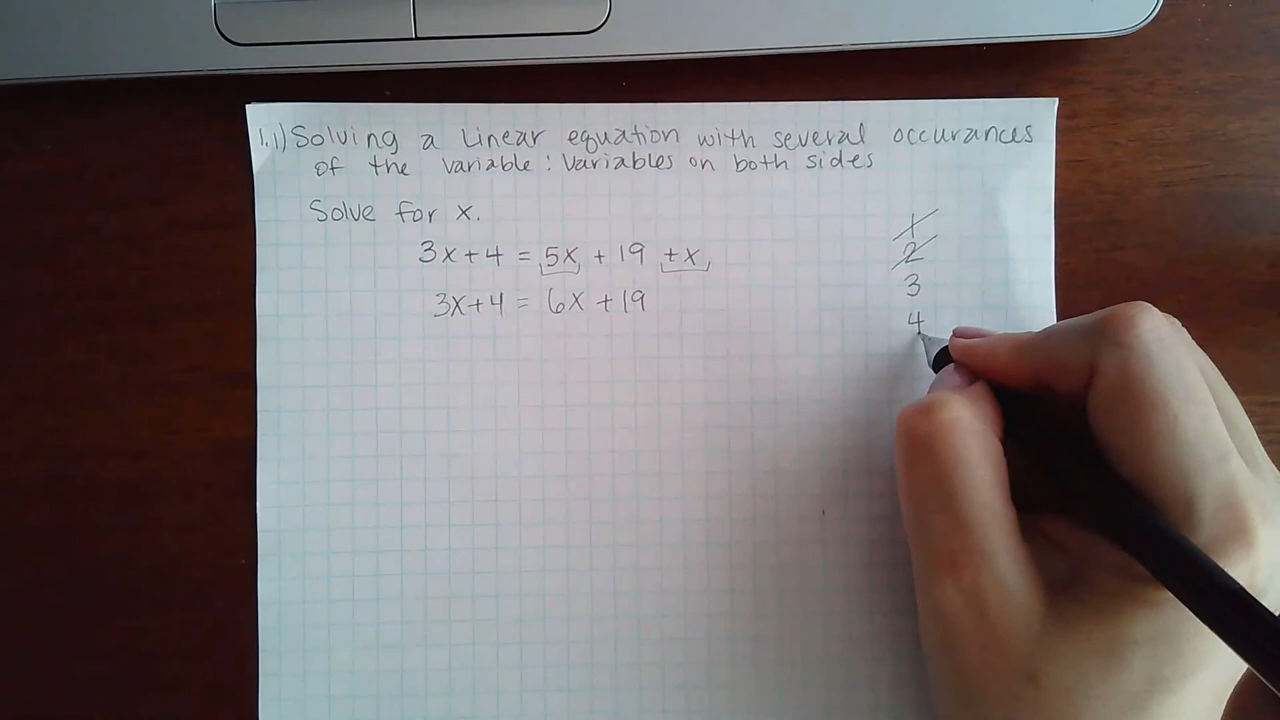 1.1) Solving a linear equation with several occurances
of the variable: Variables on both sides
Solve for x.
3x+4 = 5x + 19 +x
3x+4 = 6x +19
1
2
3
4